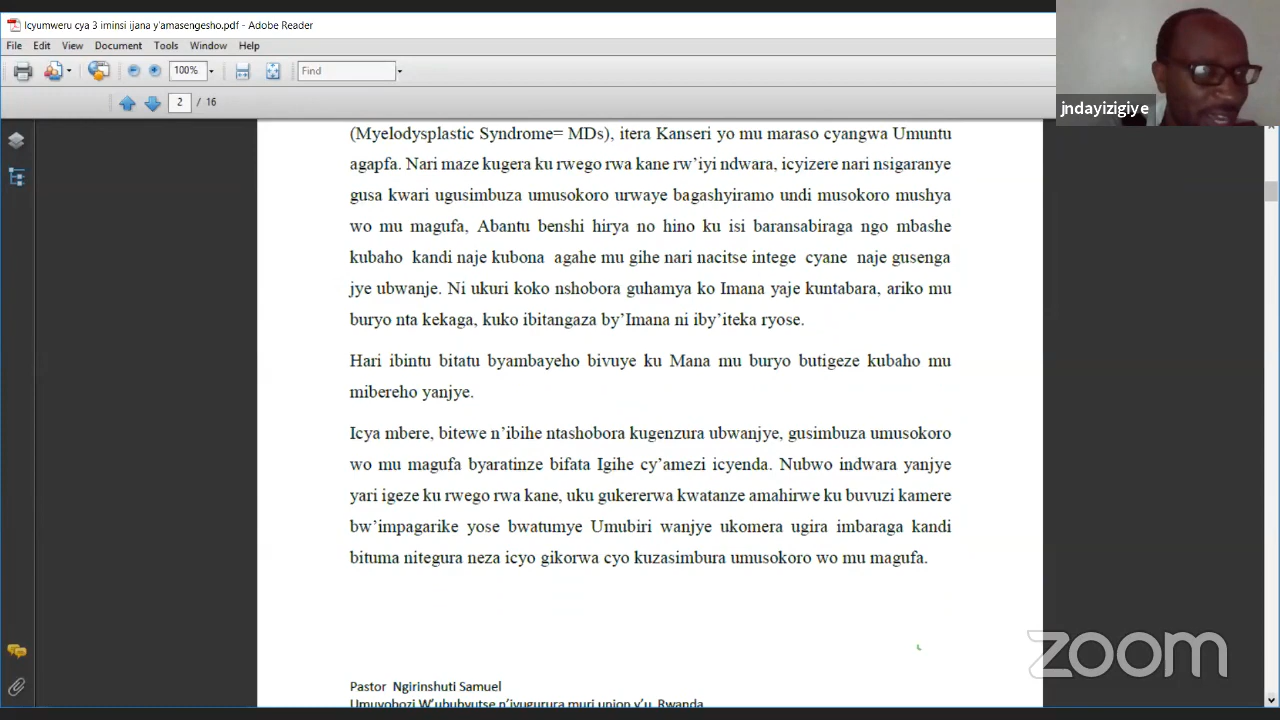 Icyumweru cya 3 iminsi ijana y'amasengesho.pdf - Adobe Reader
File Edit View Document Tools Window Help
100%
Find
2 / 16
jndayizigiye
(Myelodysplastic Syndrome= MDs), itera Kanseri yo mu maraso cyangwa Umuntu
agapfa. Nari maze kugera ku rwego rwa kane rw’iyi ndwara, icyizere nari nsigaranye
gusa kwari ugusimbuza umusokoro urwaye bagashyiramo undi musokoro mushya
wo mu magufa, Abantu benshi hirya no hino ku isi baransabiraga ngo mbashe
kubaho kandi naje kubona agahe mu gihe nari nacitse intege cyane naje gusenga
jye ubwanje. Ni ukuri koko nshobora guhamya ko Imana yaje kuntabara, ariko mu
buryo nta kekaga, kuko ibitangaza by’Imana ni iby’iteka ryose.
Hari ibintu bitatu byambayeho bivuye ku Mana mu buryo butigeze kubaho mu
mibereho yanjye.
Icya mbere, bitewe n’ibihe ntashobora kugenzura ubwanjye, gusimbuza umusokoro
wo mu magufa byaratinze bifata Igihe cy’amezi icyenda. Nubwo indwara yanjye
yari igeze ku rwego rwa kane, uku gukererwa kwatanze amahirwe ku buvuzi kamere
bw’impagarike yose bwatumye Umubiri wanjye ukomera ugira imbaraga kandi
bituma nitegura neza icyo gikorwa cyo kuzasimbura umusokoro wo mu magufa.
zoom
Pastor Ngirinshuti Samuel
Umuyobozi W’ububyutse n’ivugurura muri union y’u Rwanda